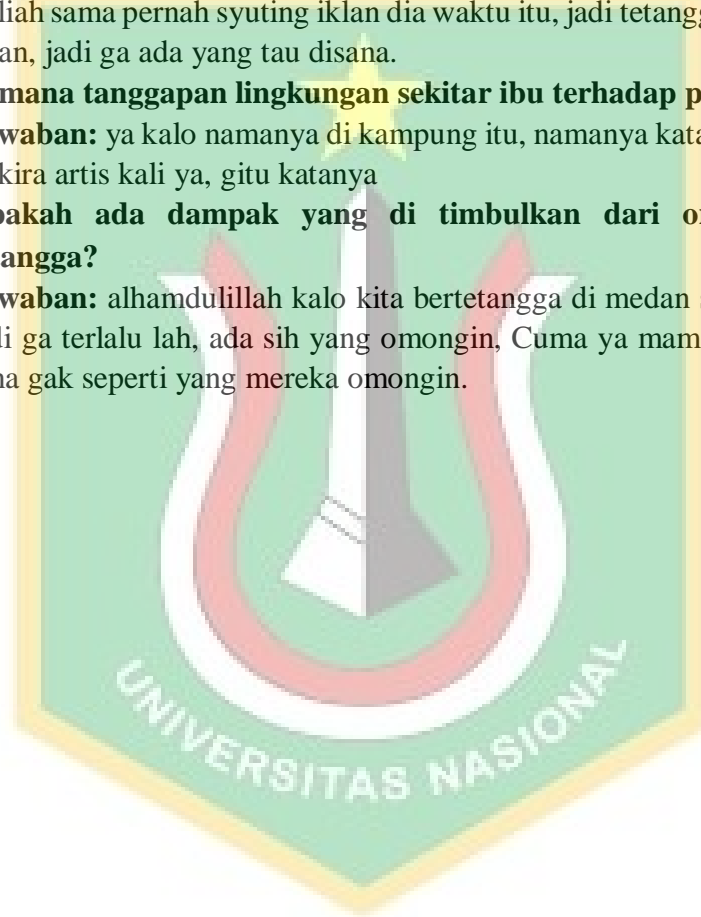 liah sama pernah syuting iklan dia waktu itu, jadi tetangg
an, jadi ga ada yang tau disana.
mana tanggapan lingkungan sekitar ibu terhadap p
waban: ya kalo namanya di kampung itu, namanya kata
kira artis kali ya, gitu katanya
akah ada dampak yang di timbulkan dari o
angga?
waban: alhamdulillah kalo kita bertetangga di medan
di ga terlalu lah, ada sih yang omongin, Cuma ya mam
na gak seperti yang mereka omongin.
UNIVERSITAS NASIONAL